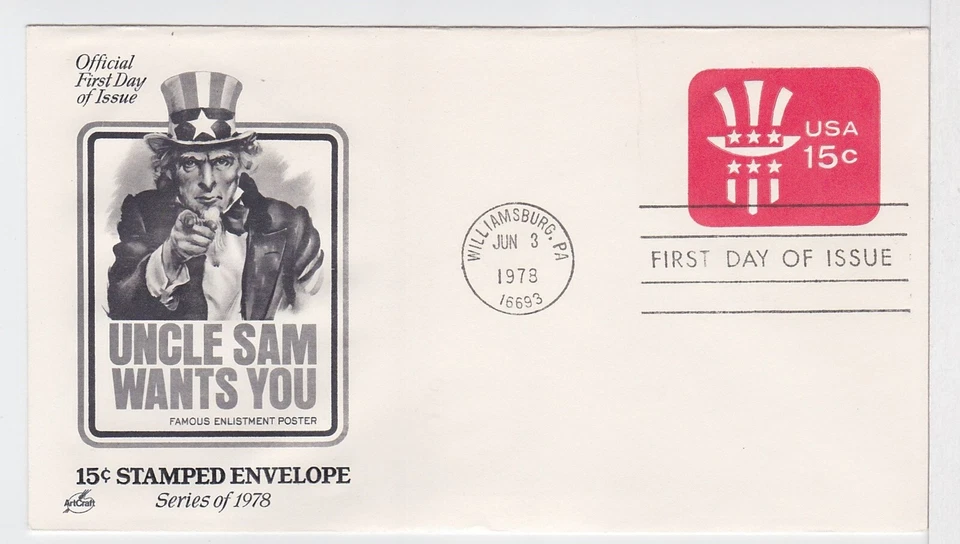 Official
First Day
of Issue
UNCLE SAM
WANTS YOU
FAMOUS ENLISTMENT POSTER
15¢ STAMPED ENVELOPE
Series of 1978
ArtCraft
WILLIAMSBURG, PA
JUN 3
1978
16693
USA
15c
FIRST DAY OF ISSUE